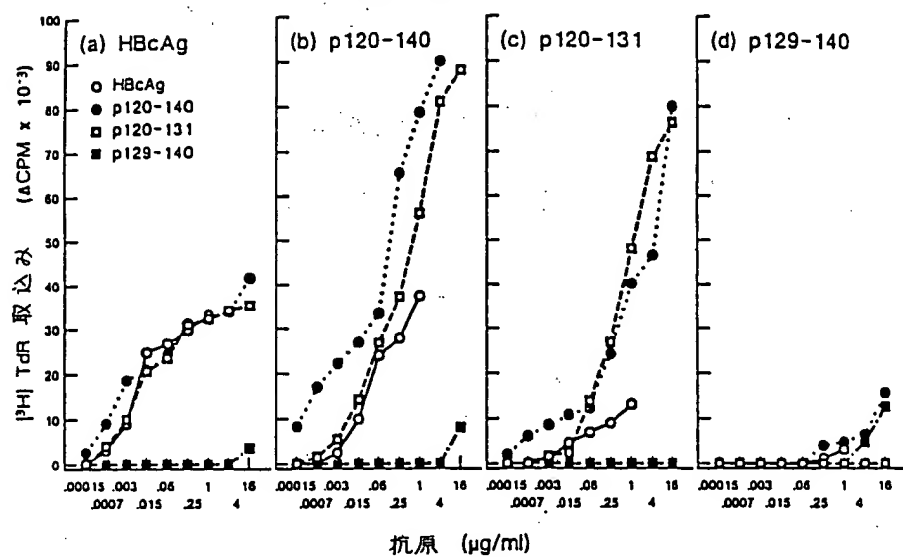 (a) HBcAg
(b) p120-140
(c) p120-131
(d) p129-140
HBcAg
p120-140
p120-131
p129-140
[³H] TdR 取込み (ΔCPM x 10⁻³)
100
90
80
70
60
50
40
30
20
10
0
.00015 .003 .06 1 16
.0007 .015 .25 4
.00015 .003 .06 1 16
.0007 .015 .25 4
.00015 .003 .06 1 16
.0007 .015 .25 4
.00015 .003 .06 1 16
.0007 .015 .25 4
抗原 (μg/ml)